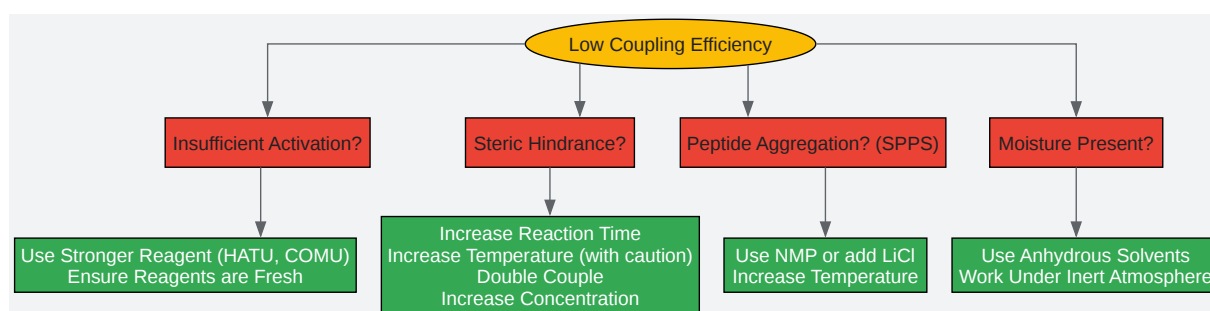 Low Coupling Efficiency
Insufficient Activation?
Steric Hindrance?
Peptide Aggregation? (SPPS)
Moisture Present?
Use Stronger Reagent (HATU, COMU)
Ensure Reagents are Fresh
Increase Reaction Time
Increase Temperature (with caution)
Double Couple
Increase Concentration
Use NMP or add LiCl
Increase Temperature
Use Anhydrous Solvents
Work Under Inert Atmosphere